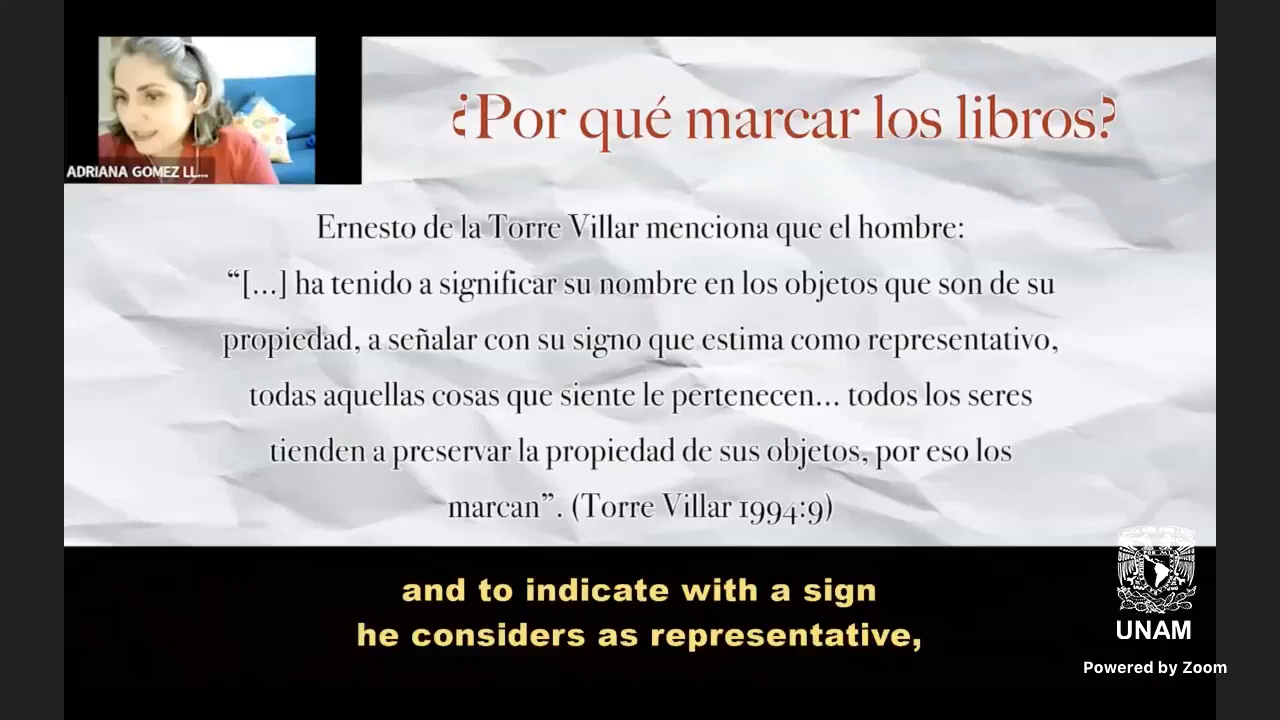 ¿Por qué marcar los libros?
ADRIANA GOMEZ LL...
Ernesto de la Torre Villar menciona que el hombre:
“[...] ha tenido a significar su nombre en los objetos que son de su
propiedad, a señalar con su signo que estima como representativo,
todas aquellas cosas que siente le pertenecen... todos los seres
tienden a preservar la propiedad de sus objetos, por eso los
marcan”. (Torre Villar 1994:9)
and to indicate with a sign
he considers as representative,
UNAM
Powered by Zoom